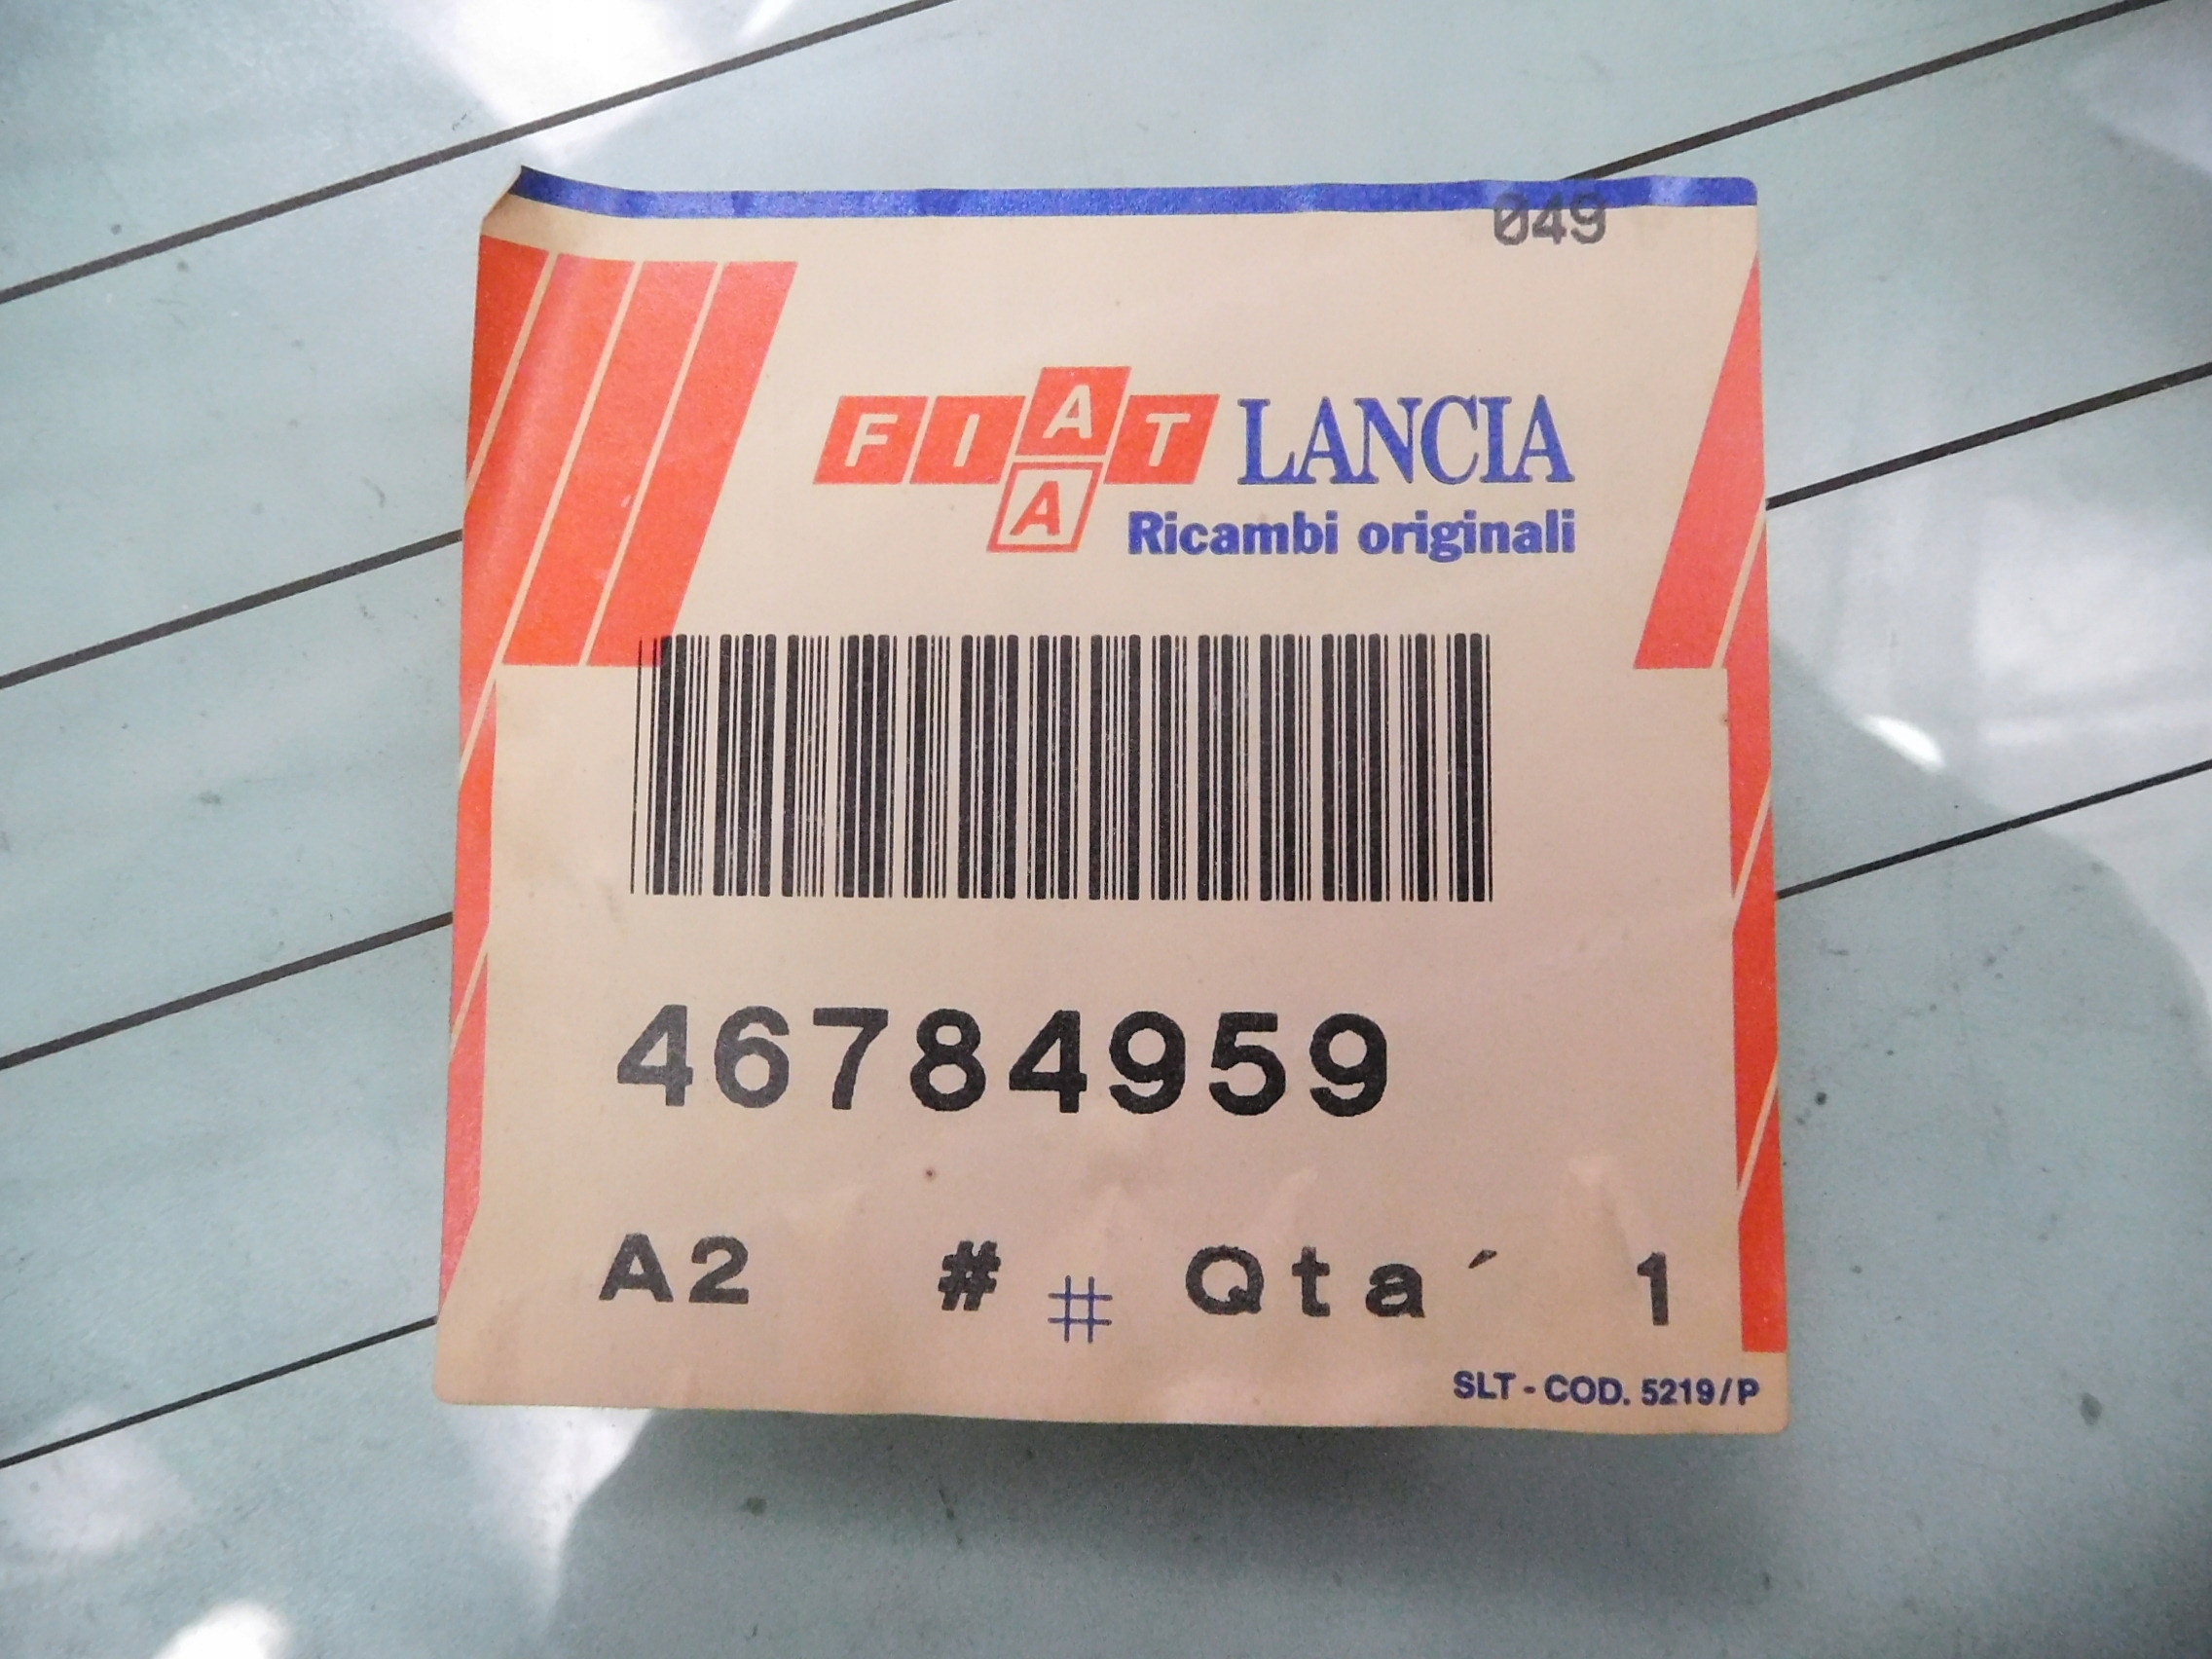 049
FIAT LANCIA
A
Ricambi originali
46784959
A2 # # Qta´ 1
SLT - COD. 5219/P